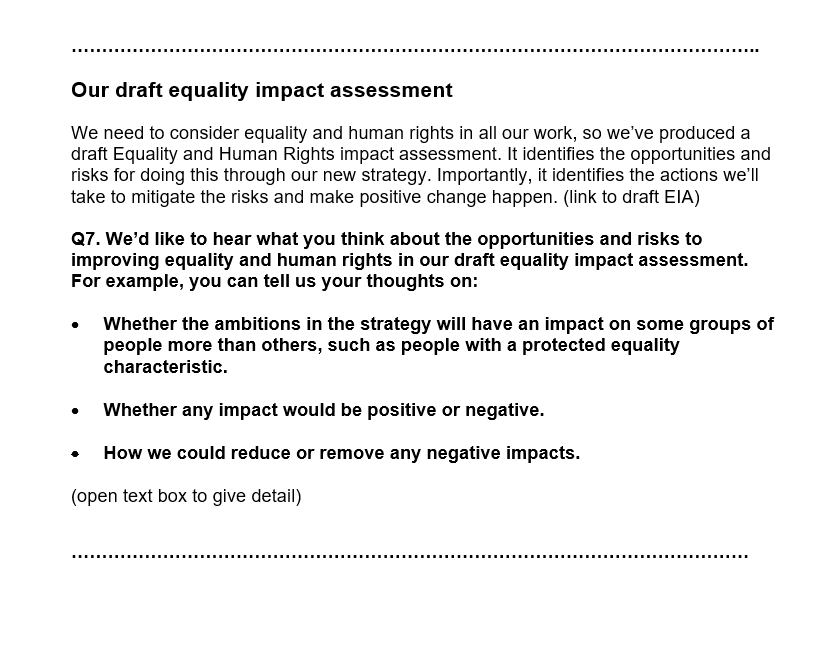 ……………………………………………………………………………………………………..
Our draft equality impact assessment
We need to consider equality and human rights in all our work, so we’ve produced a
draft Equality and Human Rights impact assessment. It identifies the opportunities and
risks for doing this through our new strategy. Importantly, it identifies the actions we’ll
take to mitigate the risks and make positive change happen. (link to draft EIA)
Q7. We’d like to hear what you think about the opportunities and risks to
improving equality and human rights in our draft equality impact assessment.
For example, you can tell us your thoughts on:
• Whether the ambitions in the strategy will have an impact on some groups of
people more than others, such as people with a protected equality
characteristic.
• Whether any impact would be positive or negative.
• How we could reduce or remove any negative impacts.
(open text box to give detail)
…………………………………………………………………………………………………….